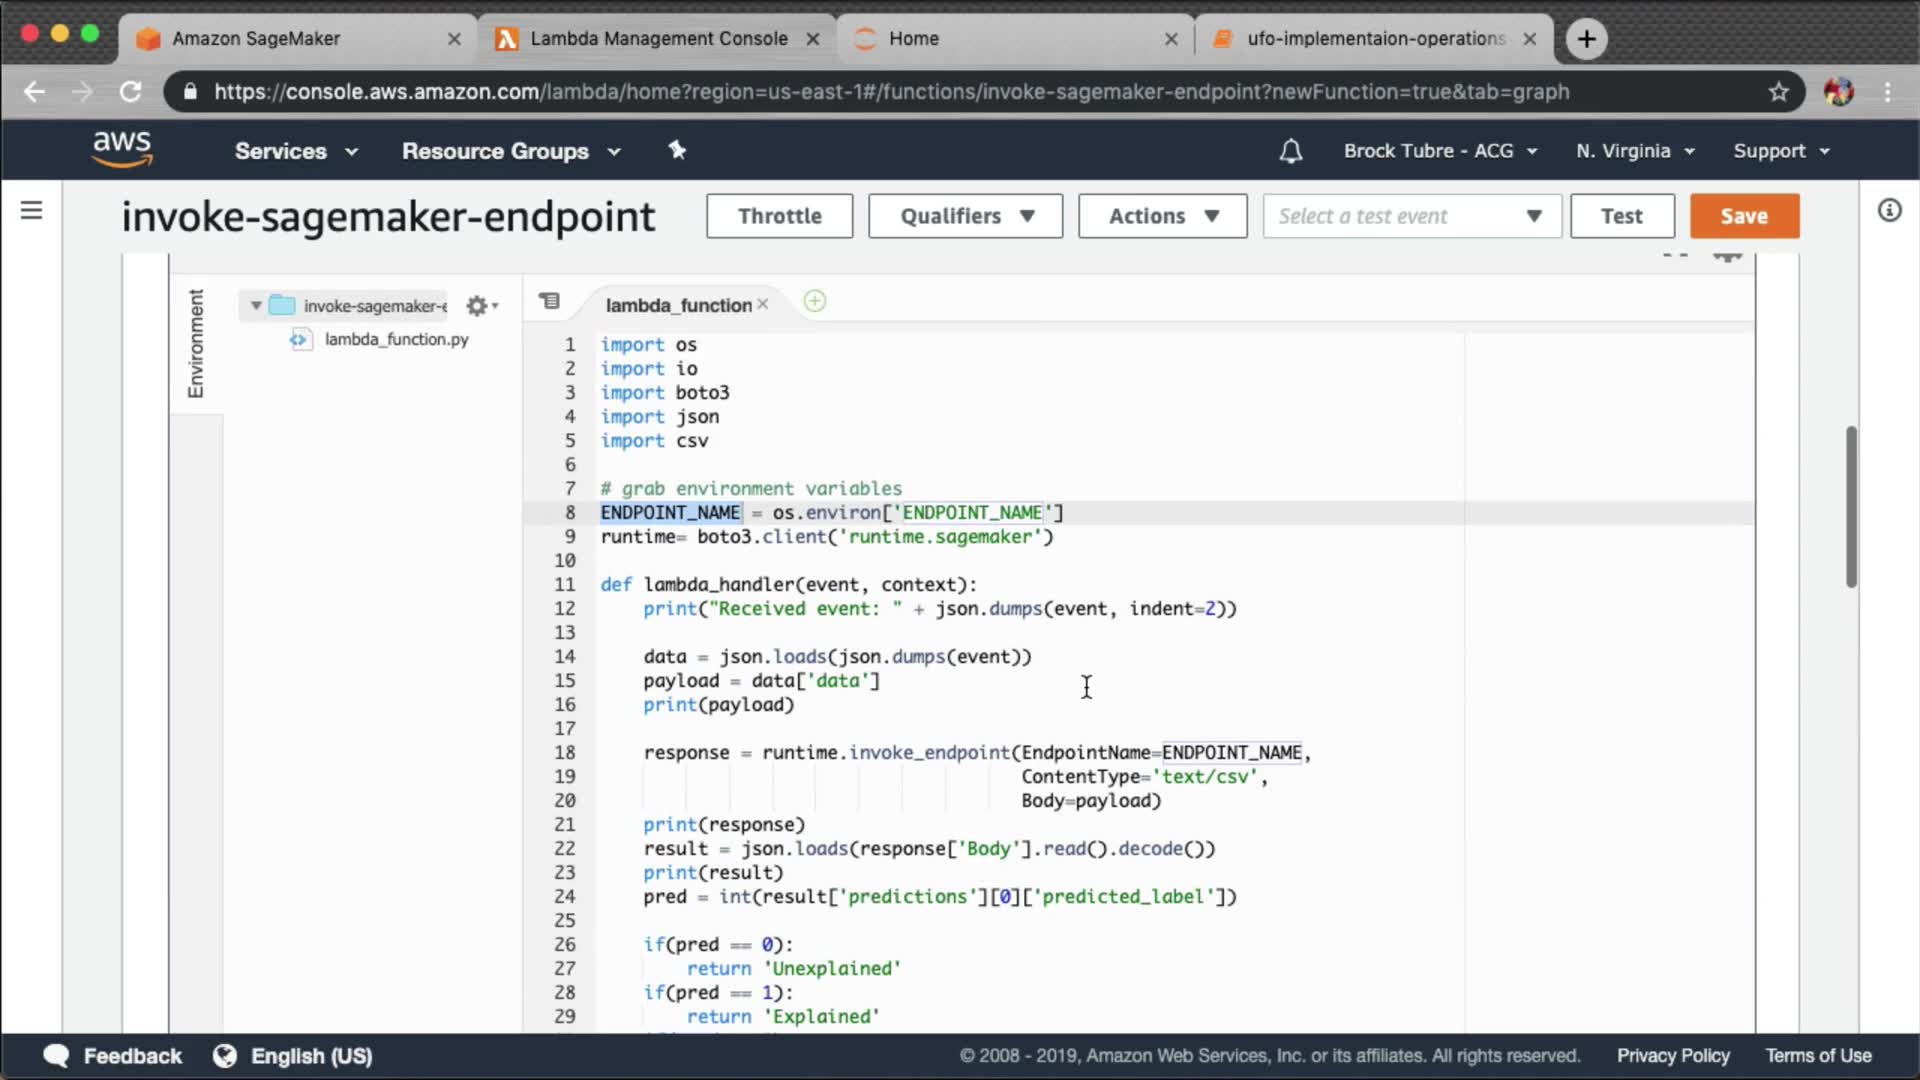 Amazon SageMaker
Lambda Management Console
Home
ufo-implementaion-operations
https://console.aws.amazon.com/lambda/home?region=us-east-1#/functions/invoke-sagemaker-endpoint?newFunction=true&tab=graph
aws
Services
Resource Groups
Brock Tubre - ACG
N. Virginia
Support
invoke-sagemaker-endpoint
Throttle
Qualifiers
Actions
Select a test event
Test
Save
Environment
invoke-sagemaker-e
lambda_function.py
lambda_function
1 import os
2 import io
3 import boto3
4 import json
5 import csv
6
7 # grab environment variables
8 ENDPOINT_NAME = os.environ['ENDPOINT_NAME']
9 runtime= boto3.client('runtime.sagemaker')
10
11 def lambda_handler(event, context):
12     print("Received event: " + json.dumps(event, indent=2))
13
14     data = json.loads(json.dumps(event))
15     payload = data['data']
16     print(payload)
17
18     response = runtime.invoke_endpoint(EndpointName=ENDPOINT_NAME,
19                                        ContentType='text/csv',
20                                        Body=payload)
21     print(response)
22     result = json.loads(response['Body'].read().decode())
23     print(result)
24     pred = int(result['predictions'][0]['predicted_label'])
25
26     if(pred == 0):
27         return 'Unexplained'
28     if(pred == 1):
29         return 'Explained'
Feedback
English (US)
© 2008 - 2019, Amazon Web Services, Inc. or its affiliates. All rights reserved.
Privacy Policy
Terms of Use